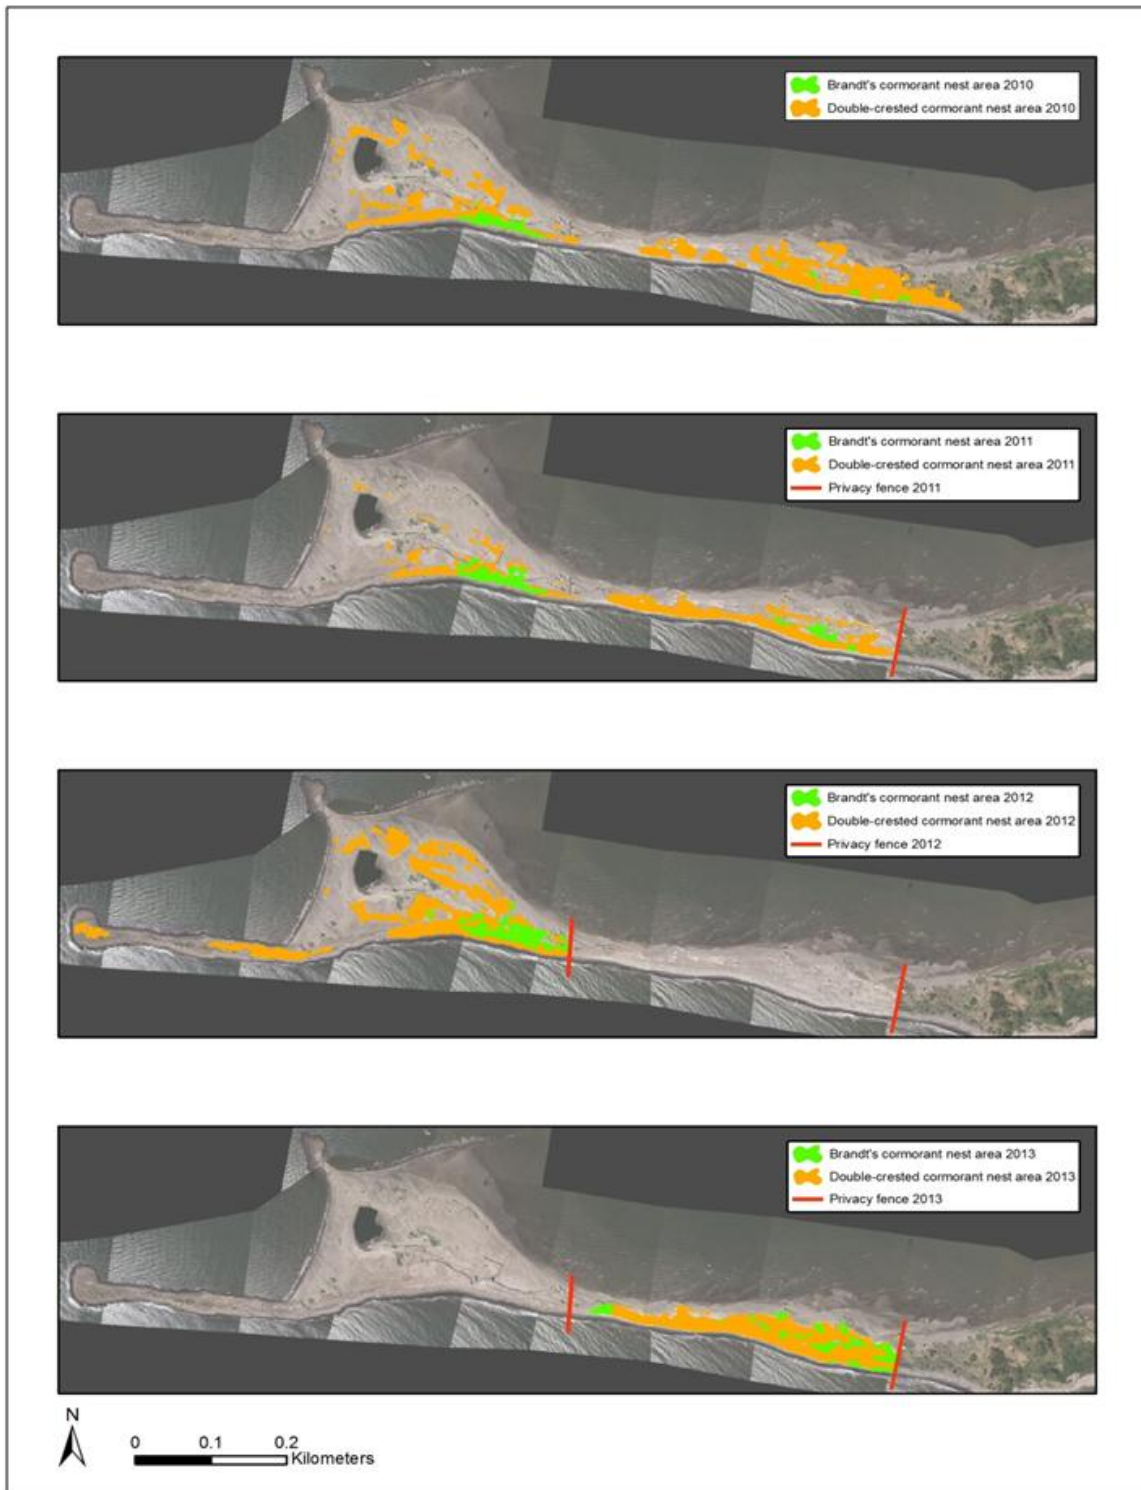 Brandt's cormorant nest area 2010
Double-crested cormorant nest area 2010
Brandt's cormorant nest area 2011
Double-crested cormorant nest area 2011
Privacy fence 2011
Brandt's cormorant nest area 2012
Double-crested cormorant nest area 2012
Privacy fence 2012
Brandt's cormorant nest area 2013
Double-crested cormorant nest area 2013
Privacy fence 2013
N
0 0.1 0.2
Kilometers